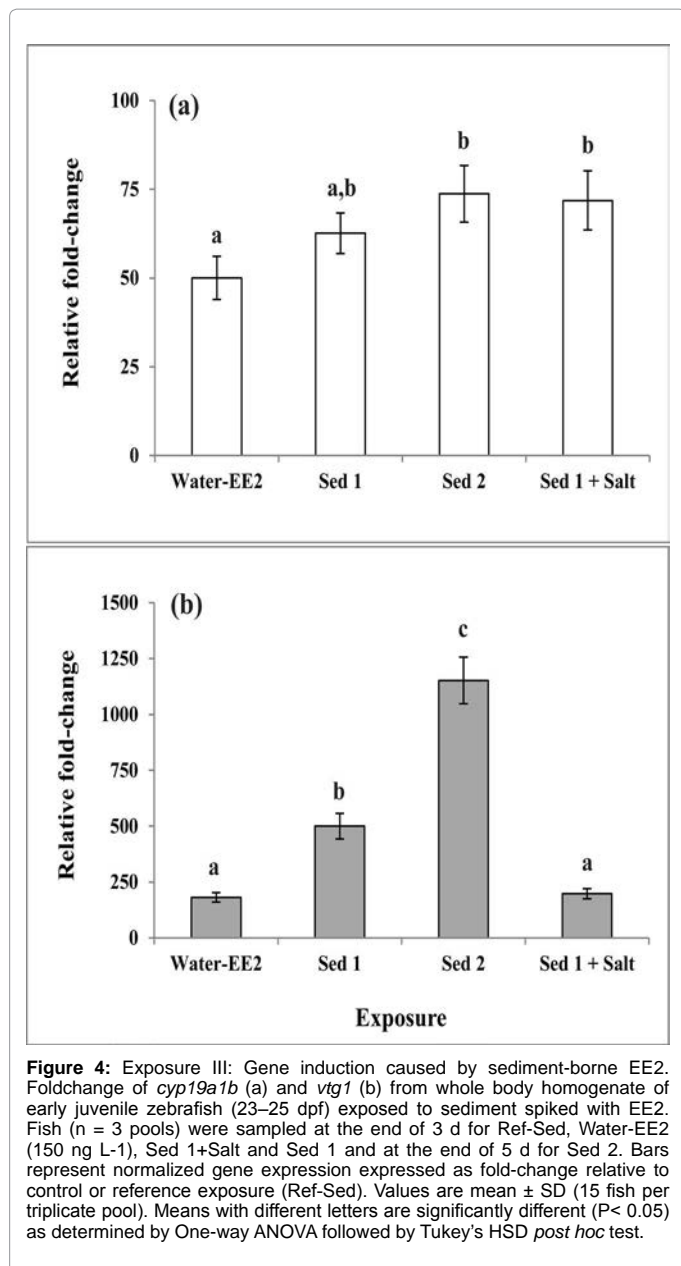 100
(a)
b
b
75
a,b
a
50
25
0
Relative fold-change
Water-EE2 Sed 1 Sed 2 Sed 1 + Salt
1500
(b)
c
1250
1000
750
b
500
250
a
a
0
Relative fold-change
Water-EE2 Sed 1 Sed 2 Sed 1 + Salt
Exposure
Figure 4: Exposure III: Gene induction caused by sediment-borne EE2.
Foldchange of cyp19a1b (a) and vtg1 (b) from whole body homogenate of
early juvenile zebrafish (23–25 dpf) exposed to sediment spiked with EE2.
Fish (n = 3 pools) were sampled at the end of 3 d for Ref-Sed, Water-EE2
(150 ng L-1), Sed 1+Salt and Sed 1 and at the end of 5 d for Sed 2. Bars
represent normalized gene expression expressed as fold-change relative to
control or reference exposure (Ref-Sed). Values are mean ± SD (15 fish per
triplicate pool). Means with different letters are significantly different (P< 0.05)
as determined by One-way ANOVA followed by Tukey's HSD post hoc test.